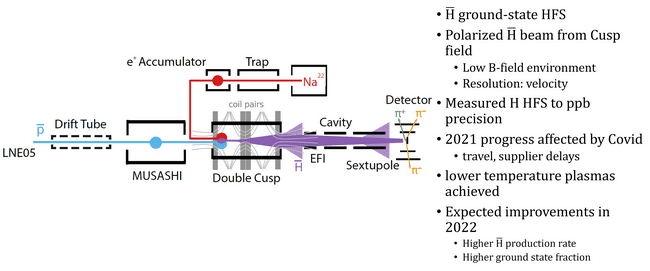 e⁺ Accumulator
Trap
Na²²
coil pairs
Drift Tube
p̅
LNE05
MUSASHI
Double Cusp
H̅
Cavity
EFI
Sextupole
Detector
π⁺
π⁻
π⁻
• H̅ ground-state HFS
• Polarized H̅ beam from Cusp
field
• Low B-field environment
• Resolution: velocity
• Measured H HFS to ppb
precision
• 2021 progress affected by Covid
• travel, supplier delays
• lower temperature plasmas
achieved
• Expected improvements in
2022
• Higher H̅ production rate
• Higher ground state fraction